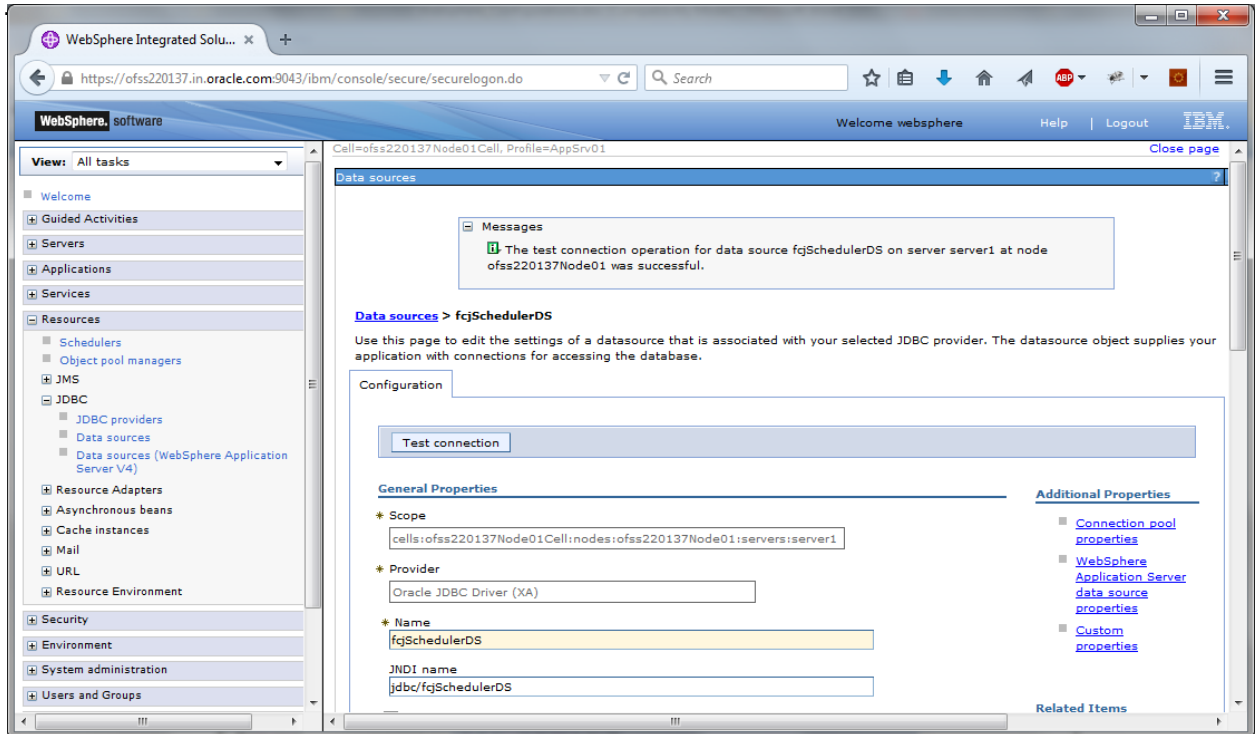 WebSphere Integrated Solu...
https://ofss220137.in.oracle.com:9043/ibm/console/secure/securelogon.do
Search
ABP
WebSphere. software
Welcome websphere
Help | Logout
IBM.
View: All tasks
Welcome
Guided Activities
Servers
Applications
Services
Resources
Schedulers
Object pool managers
JMS
JDBC
JDBC providers
Data sources
Data sources (WebSphere Application
Server V4)
Resource Adapters
Asynchronous beans
Cache instances
Mail
URL
Resource Environment
Security
Environment
System administration
Users and Groups
Cell=ofss220137Node01Cell, Profile=AppSrv01
Close page
Data sources
?
Messages
The test connection operation for data source fcjSchedulerDS on server server1 at node
ofss220137Node01 was successful.
Data sources > fcjSchedulerDS
Use this page to edit the settings of a datasource that is associated with your selected JDBC provider. The datasource object supplies your
application with connections for accessing the database.
Configuration
Test connection
General Properties
* Scope
cells:ofss220137Node01Cell:nodes:ofss220137Node01:servers:server1
* Provider
Oracle JDBC Driver (XA)
* Name
fcjSchedulerDS
JNDI name
jdbc/fcjSchedulerDS
Additional Properties
Connection pool
properties
WebSphere
Application Server
data source
properties
Custom
properties
Related Items